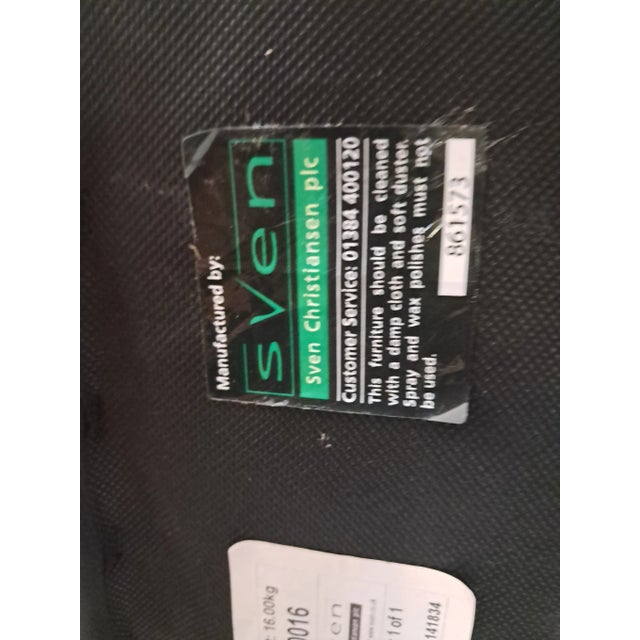 Manufactured by:
sven
Sven Christiansen plc
Customer Service: 01384 400120
This furniture should be cleaned
with a damp cloth and soft duster.
Spray and wax polishes must not
be used.
861573
16.00kg
0016
1 of 1
141834